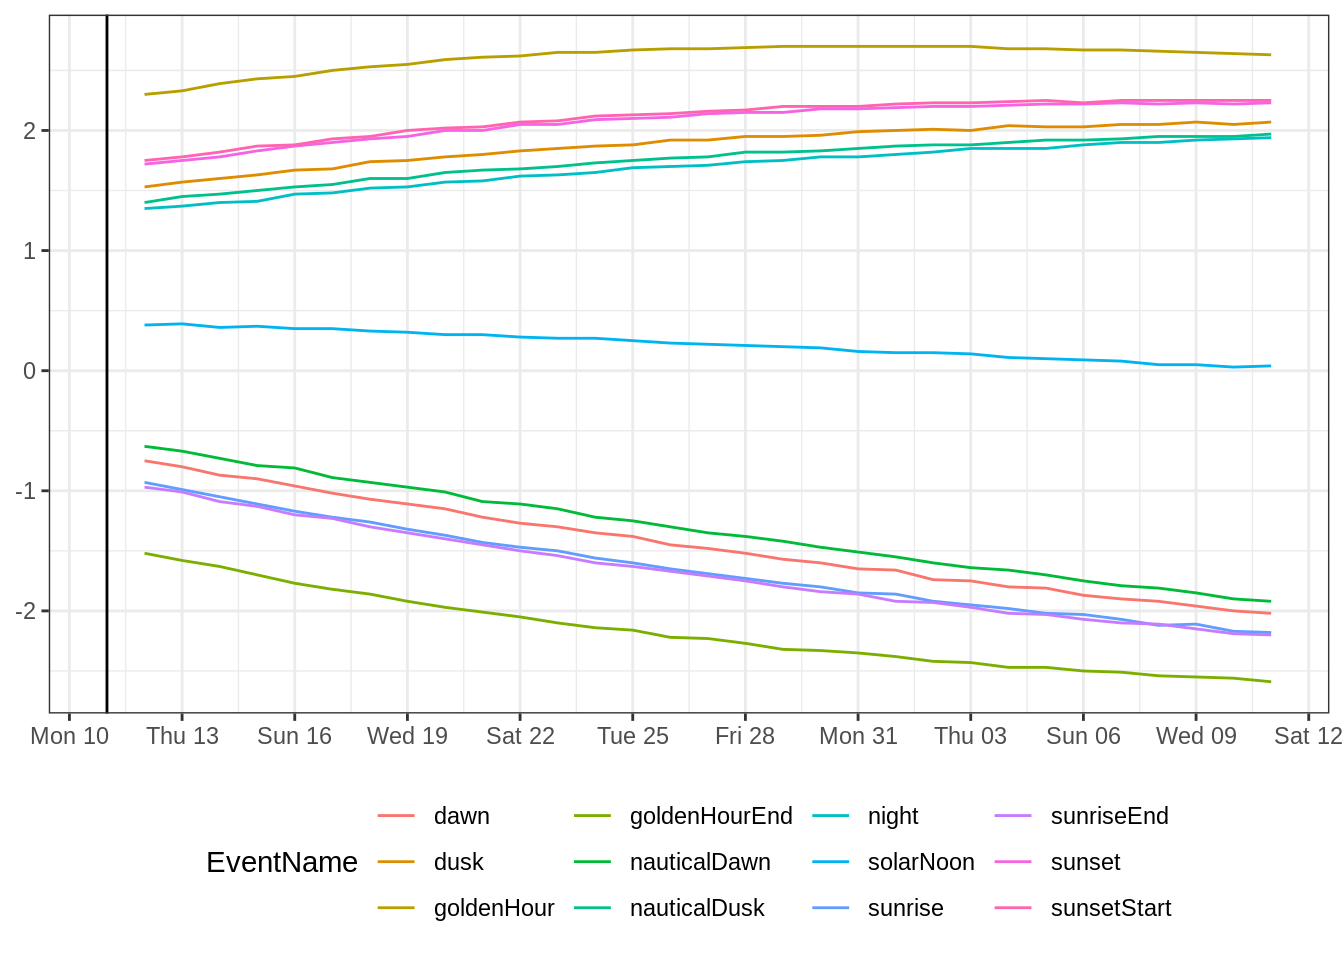 2
1
0
-1
-2
Mon 10 Thu 13 Sun 16 Wed 19 Sat 22 Tue 25 Fri 28 Mon 31 Thu 03 Sun 06 Wed 09 Sat 12
EventName
dawn goldenHourEnd night sunriseEnd
dusk nauticalDawn solarNoon sunset
goldenHour nauticalDusk sunrise sunsetStart